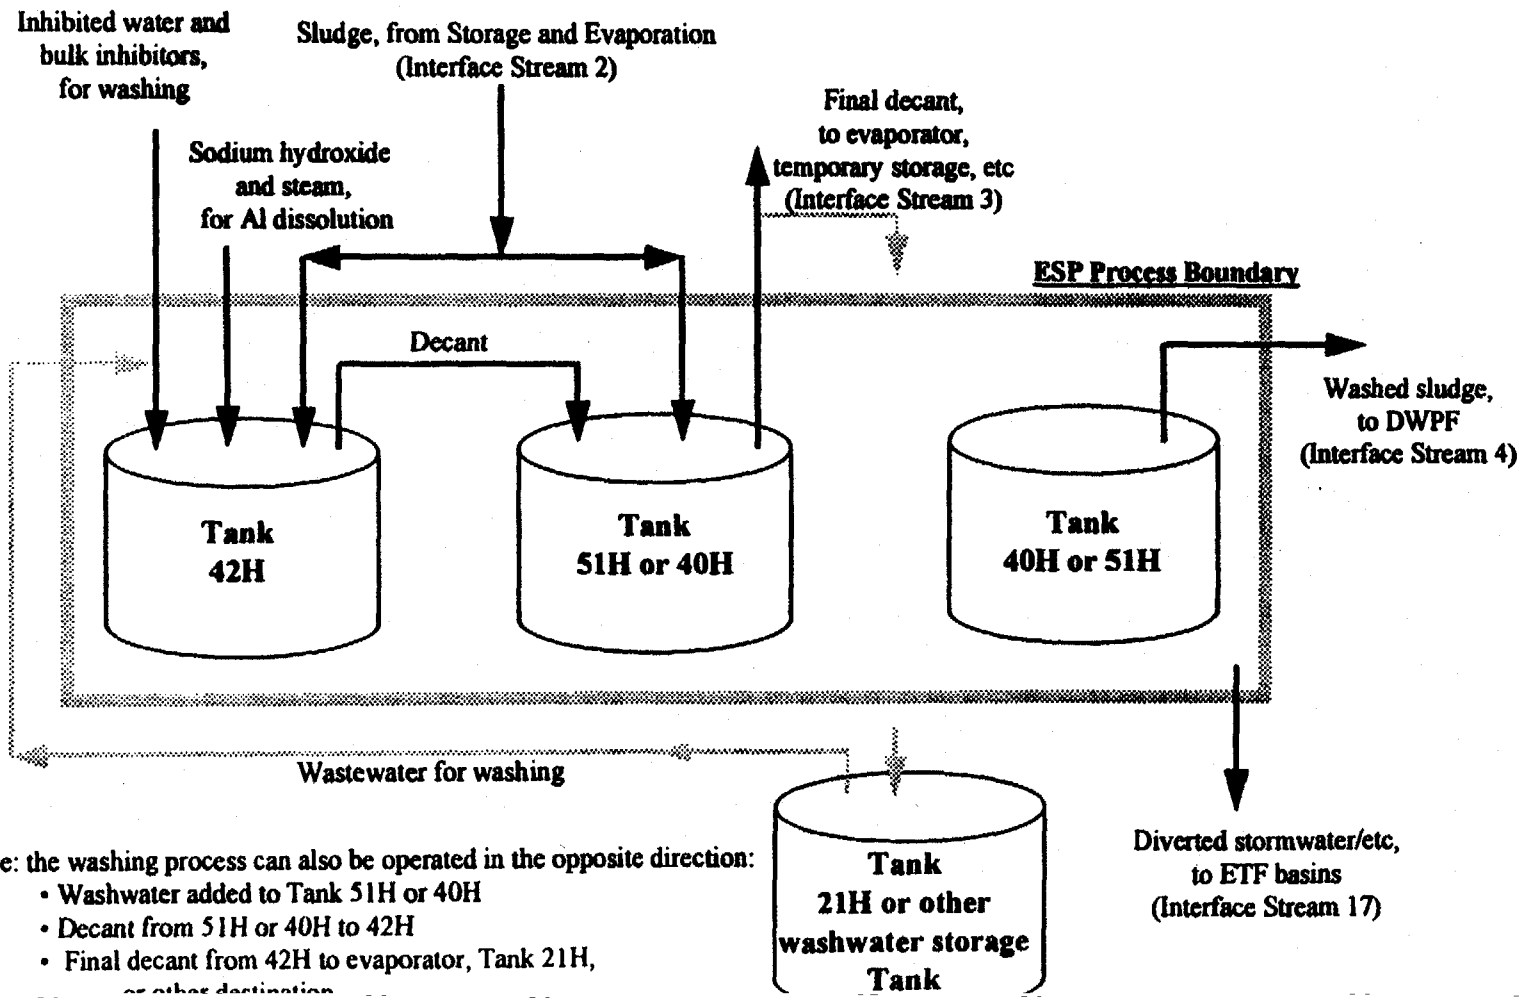 Inhibited water and
bulk inhibitors,
for washing
Sludge, from Storage and Evaporation
(Interface Stream 2)
Final decant,
to evaporator,
temporary storage, etc
(Interface Stream 3)
Sodium hydroxide
and steam,
for Al dissolution
ESP Process Boundary
Decant
Washed sludge,
to DWPF
(Interface Stream 4)
Tank
42H
Tank
51H or 40H
Tank
40H or 51H
Wastewater for washing
Diverted stormwater/etc,
to ETF basins
(Interface Stream 17)
Tank
21H or other
washwater storage
Tank
e: the washing process can also be operated in the opposite direction:
• Washwater added to Tank 51H or 40H
• Decant from 51H or 40H to 42H
• Final decant from 42H to evaporator, Tank 21H,
or other destination